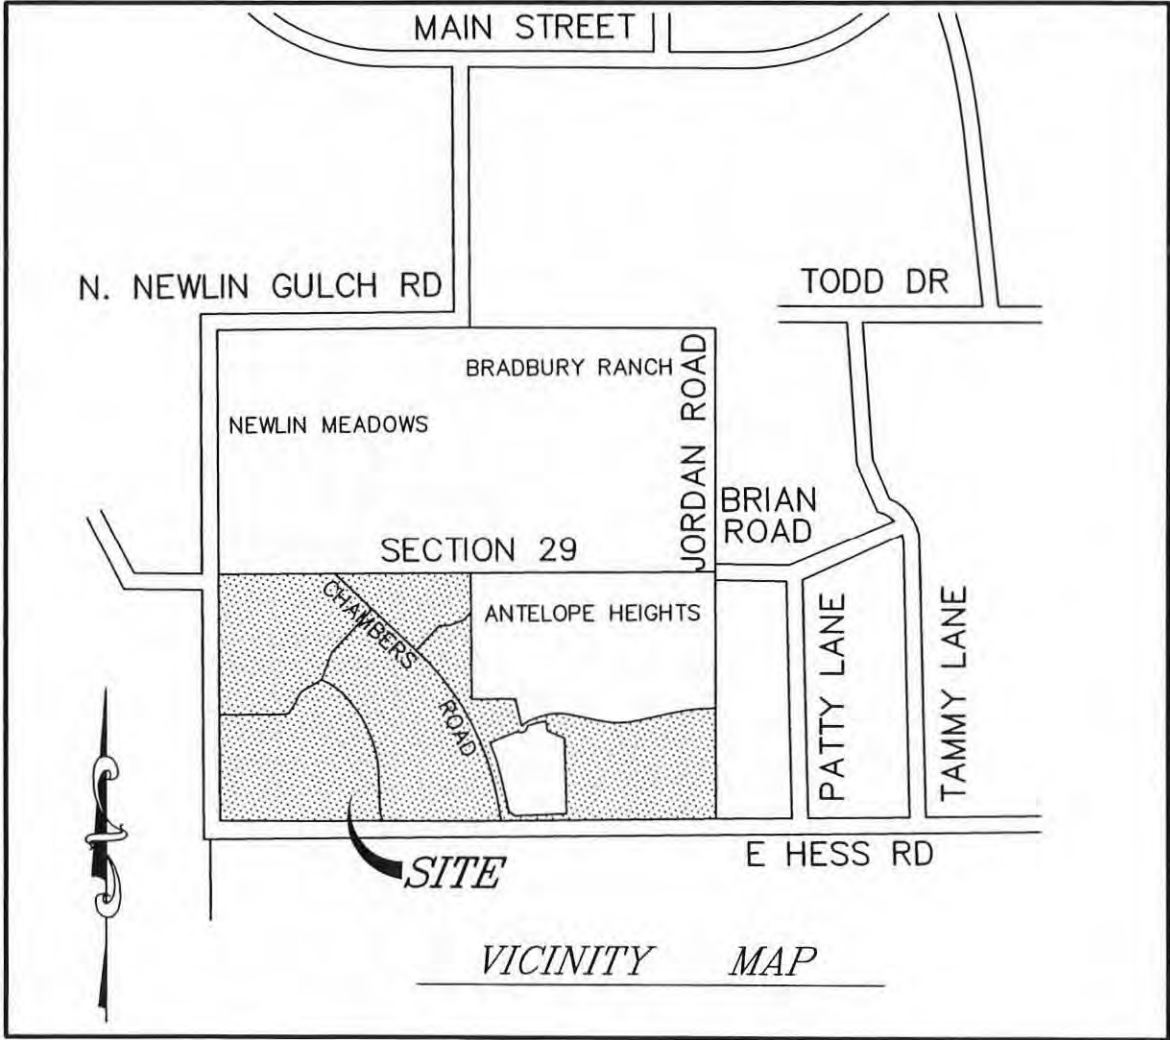 MAIN STREET
N. NEWLIN GULCH RD
TODD DR
BRADBURY RANCH
JORDAN ROAD
NEWLIN MEADOWS
BRIAN
ROAD
SECTION 29
CHAMBERS
ROAD
ANTELOPE HEIGHTS
PATTY LANE
TAMMY LANE
E HESS RD
SITE
VICINITY MAP